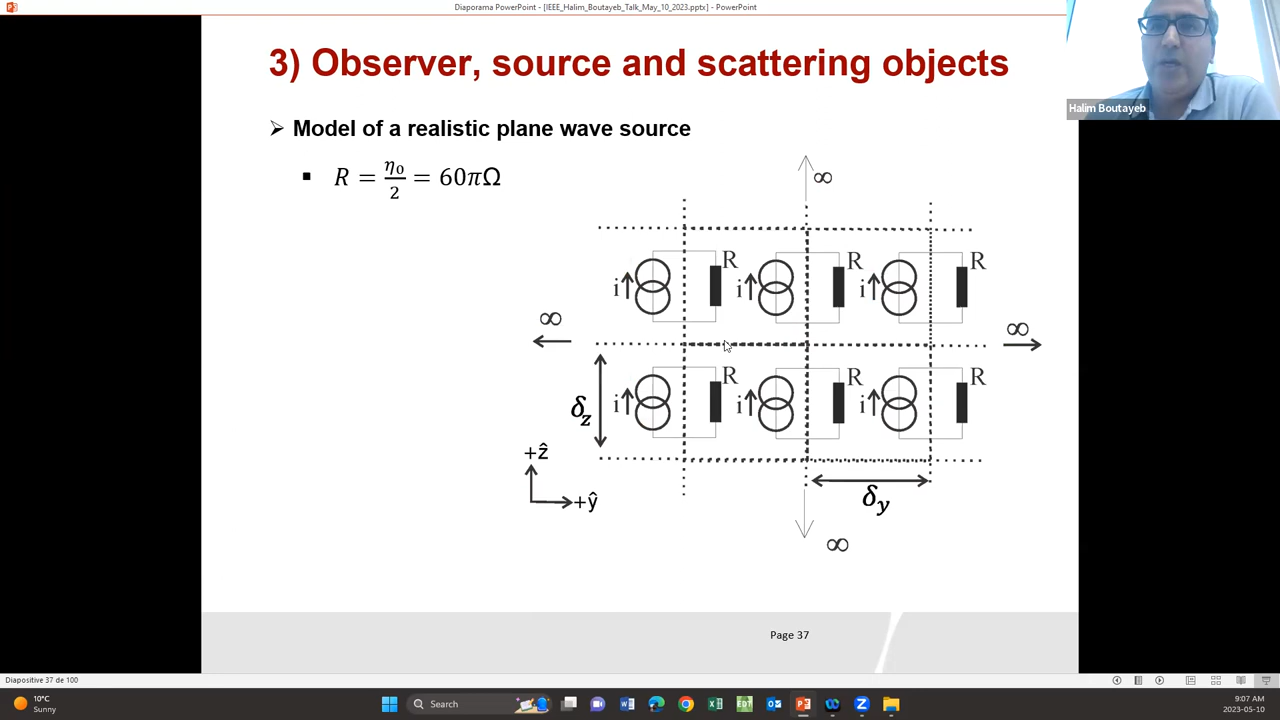 Diaporama PowerPoint - [IEEE_Halim_Boutayeb_Talk_May_10_2023.pptx] - PowerPoint
3) Observer, source and scattering objects
Halim Boutayeb
➢ Model of a realistic plane wave source
▪ R = η₀/2 = 60πΩ
∞
R R R
i i i
∞ ∞
R R R
i i i
δz
+ẑ
+ŷ
δy
∞
Page 37
Diapositive 37 de 100
10°C
Sunny
Search
EDT
9:07 AM
2023-05-10